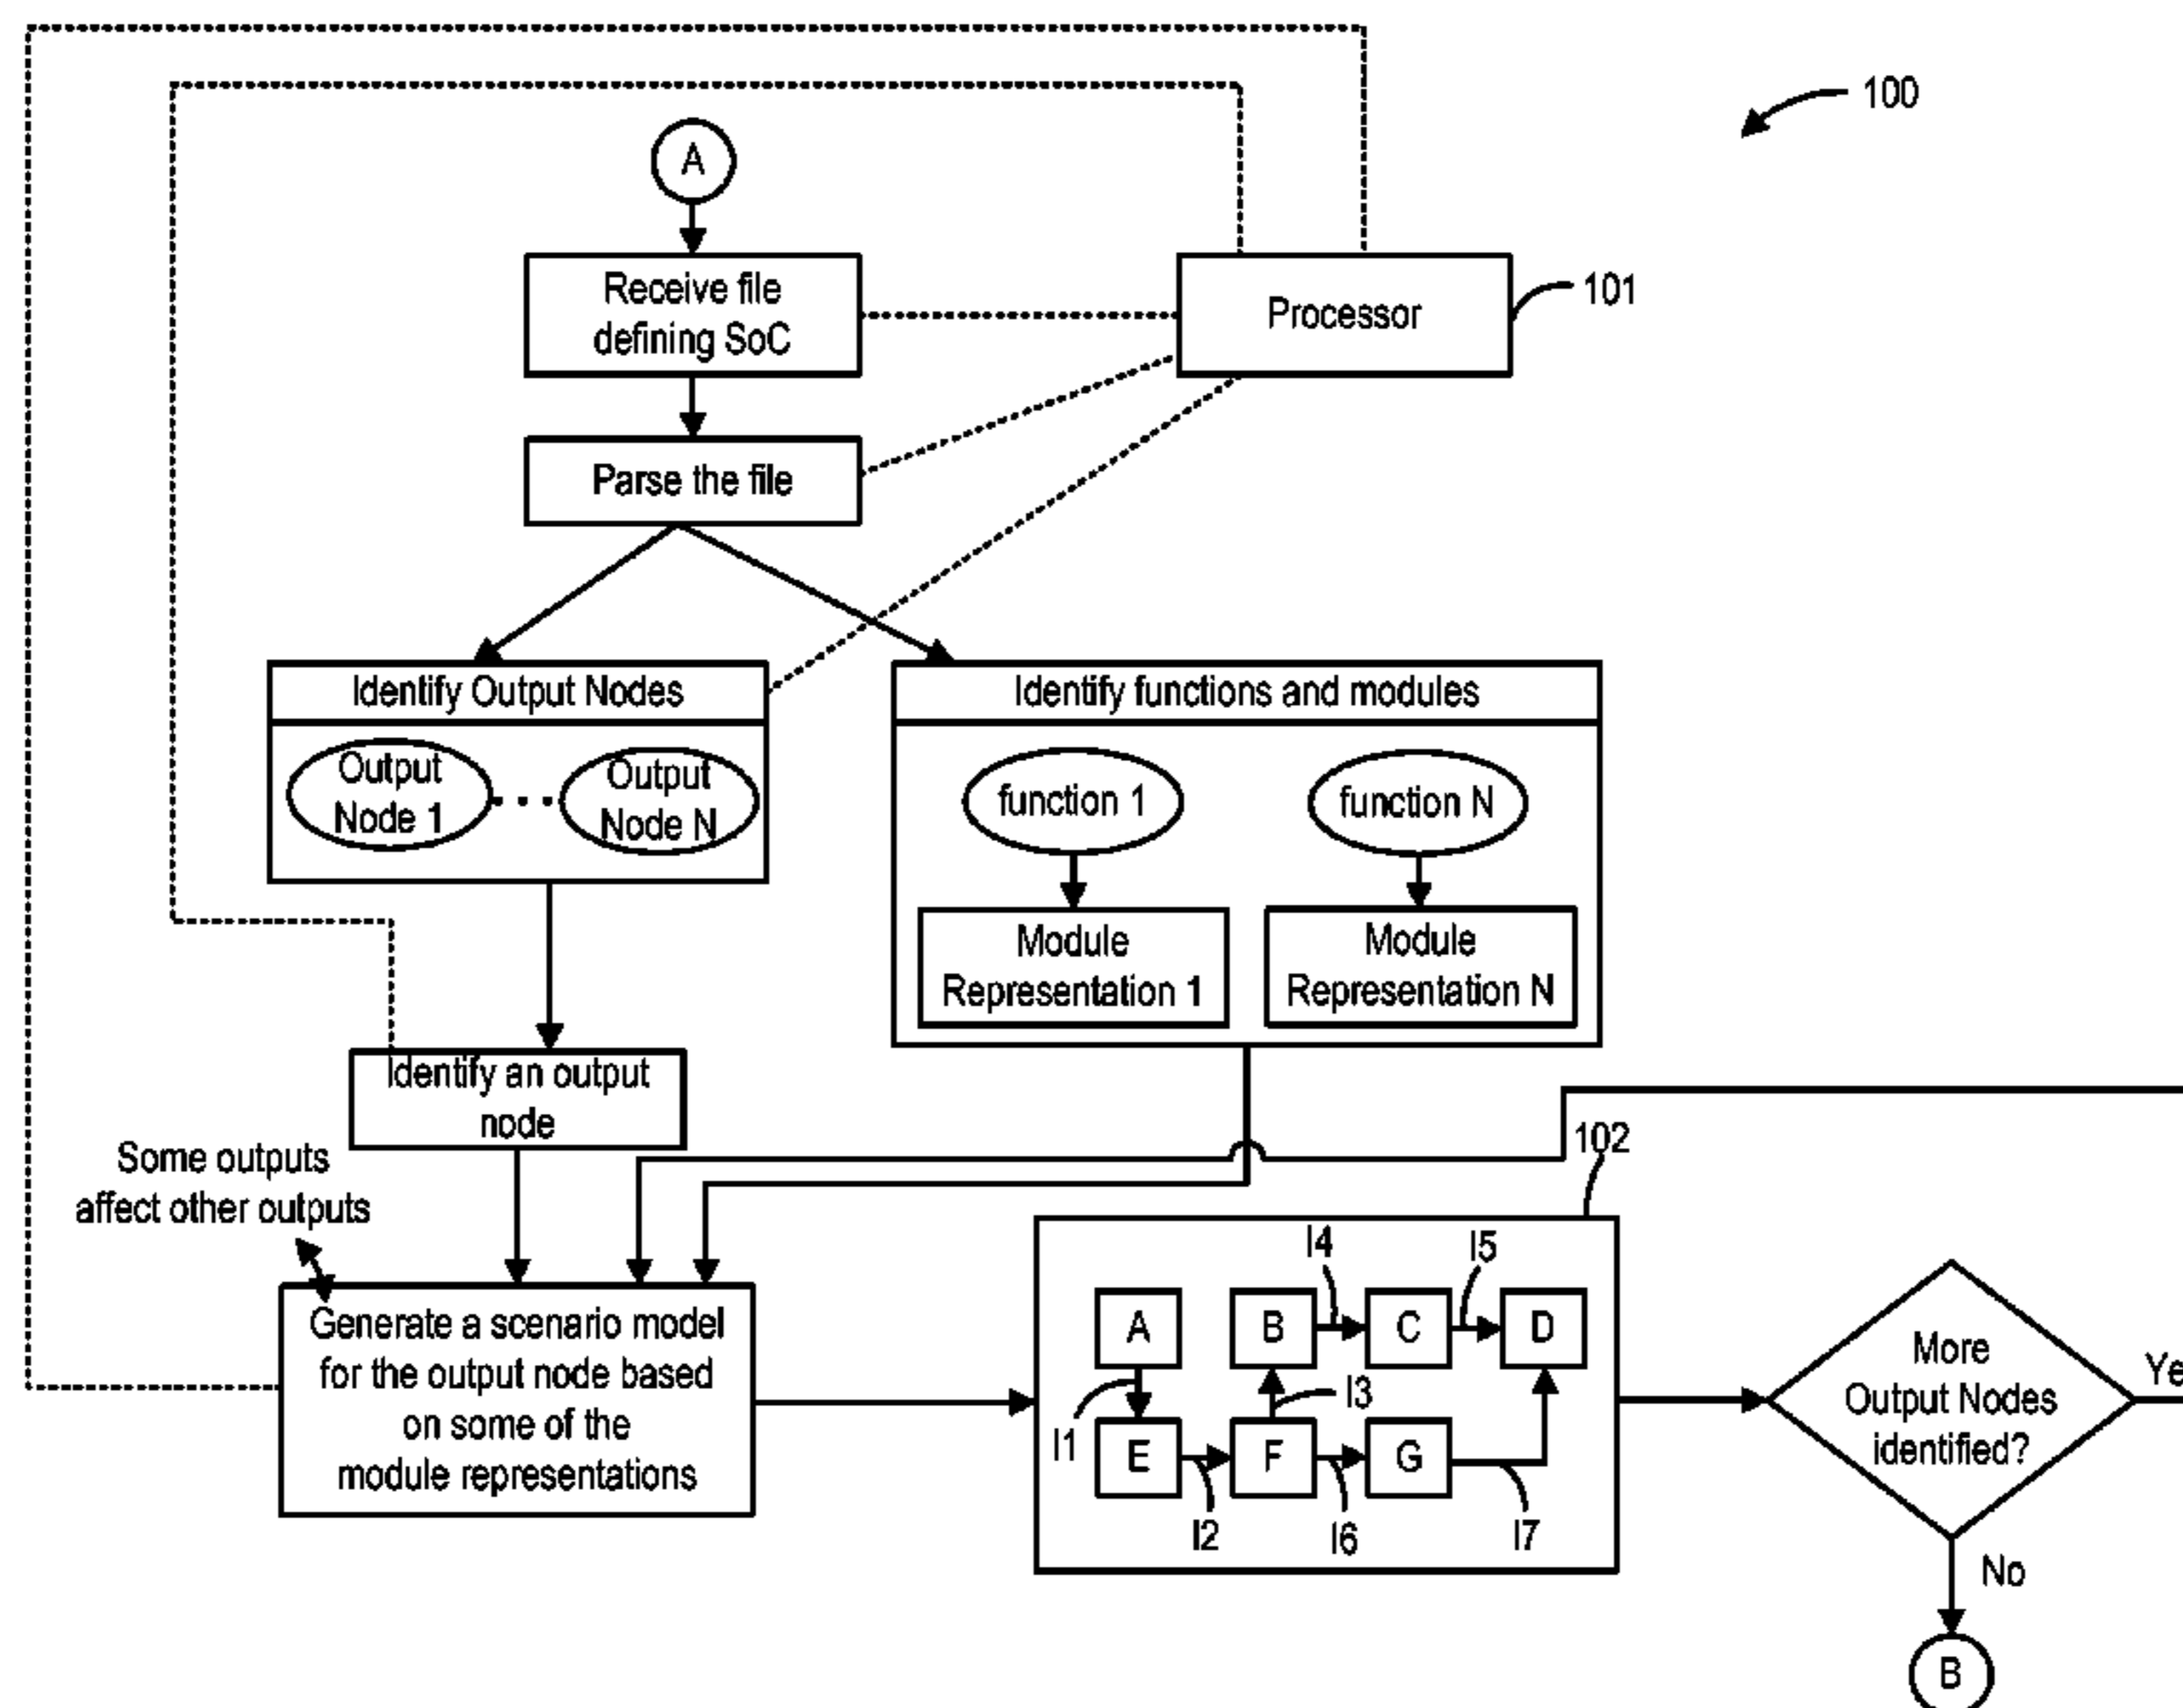 100
A
Receive file
defining SoC
Processor
101
Parse the file
Identify Output Nodes
Output
Node 1
Output
Node N
Identify functions and modules
function 1
function N
Module
Representation 1
Module
Representation N
Identify an output
node
Some outputs
affect other outputs
Generate a scenario model
for the output node based
on some of the
module representations
102
I4
I5
A
B
C
D
I1
I3
E
F
G
I2
I6
I7
More
Output Nodes
identified?
Ye
No
B